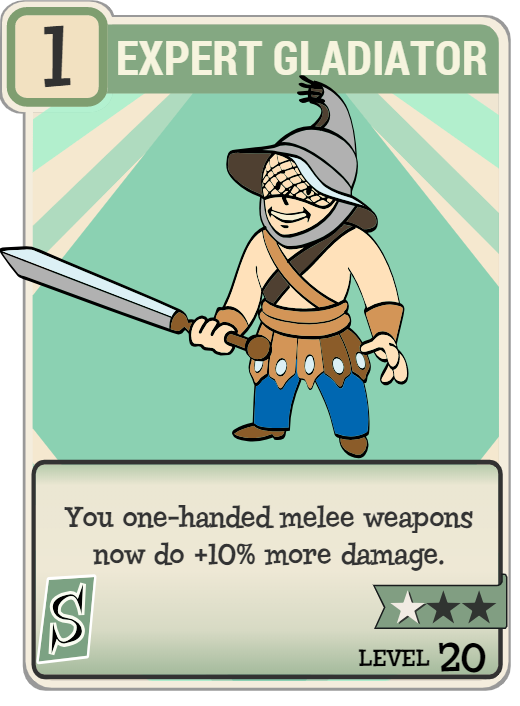 1
EXPERT GLADIATOR
You one-handed melee weapons
now do +10% more damage.
S
LEVEL 20